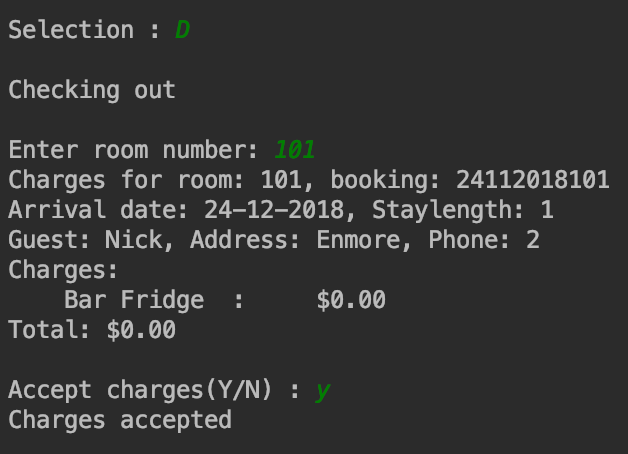 Selection : D
Checking out
Enter room number: 101
Charges for room: 101, booking: 24112018101
Arrival date: 24-12-2018, Staylength: 1
Guest: Nick, Address: Enmore, Phone: 2
Charges:
    Bar Fridge  :     $0.00
Total: $0.00
Accept charges(Y/N) : y
Charges accepted